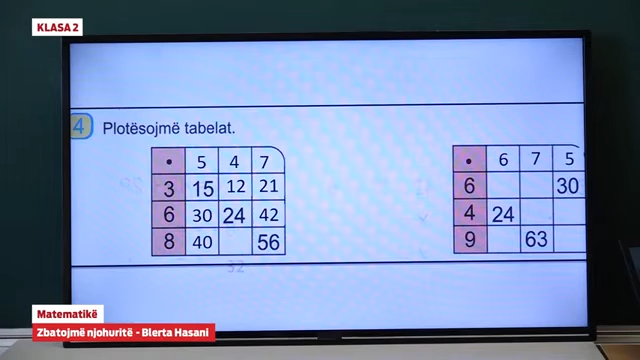 KLASA 2
4 Plotësojmë tabelat.
• 5 4 7
3 15 12 21
6 30 24 42
8 40 56
• 6 7 5
6 30
4 24
9 63
32
Matematikë
Zbatojmë njohuritë - Blerta Hasani